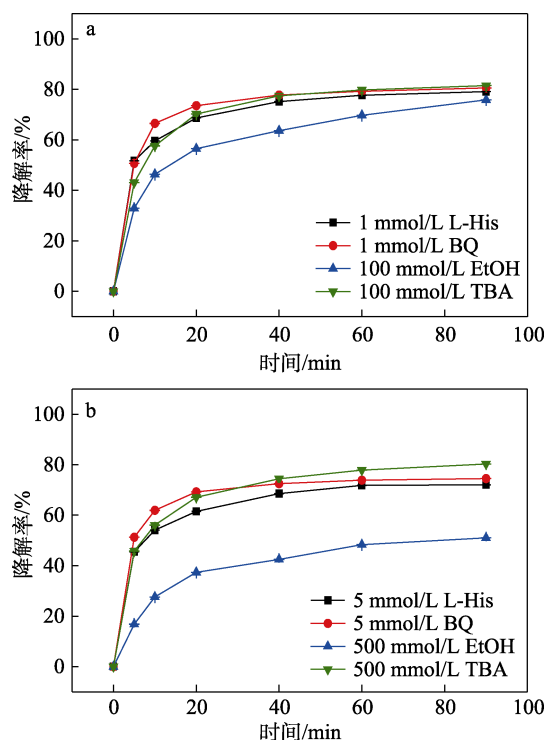 a
100
80
60
40
20
0
降解率/%
1 mmol/L L-His
1 mmol/L BQ
100 mmol/L EtOH
100 mmol/L TBA
0 20 40 60 80 100
时间/min
b
100
80
60
40
20
0
降解率/%
5 mmol/L L-His
5 mmol/L BQ
500 mmol/L EtOH
500 mmol/L TBA
0 20 40 60 80 100
时间/min